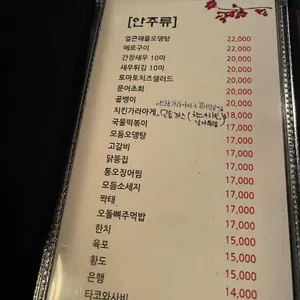 [안주류]
얼큰해물오뎅탕 22,000
메로구이 22,000
간장새우 10미 20,000
새우튀김 10미 20,000
토마토치즈샐러드 20,000
문어초회 20,000
골뱅이 20,000
치킨가라아게 18,000
국물떡볶이 18,000
모듬오뎅탕 17,000
고갈비 17,000
닭똥집 17,000
통오징어찜 17,000
모듬소세지 17,000
짝태 17,000
오돌뼈주먹밥 17,000
한치 17,000
육포 15,000
황도 15,000
은행 15,000
타코와사비 14,000